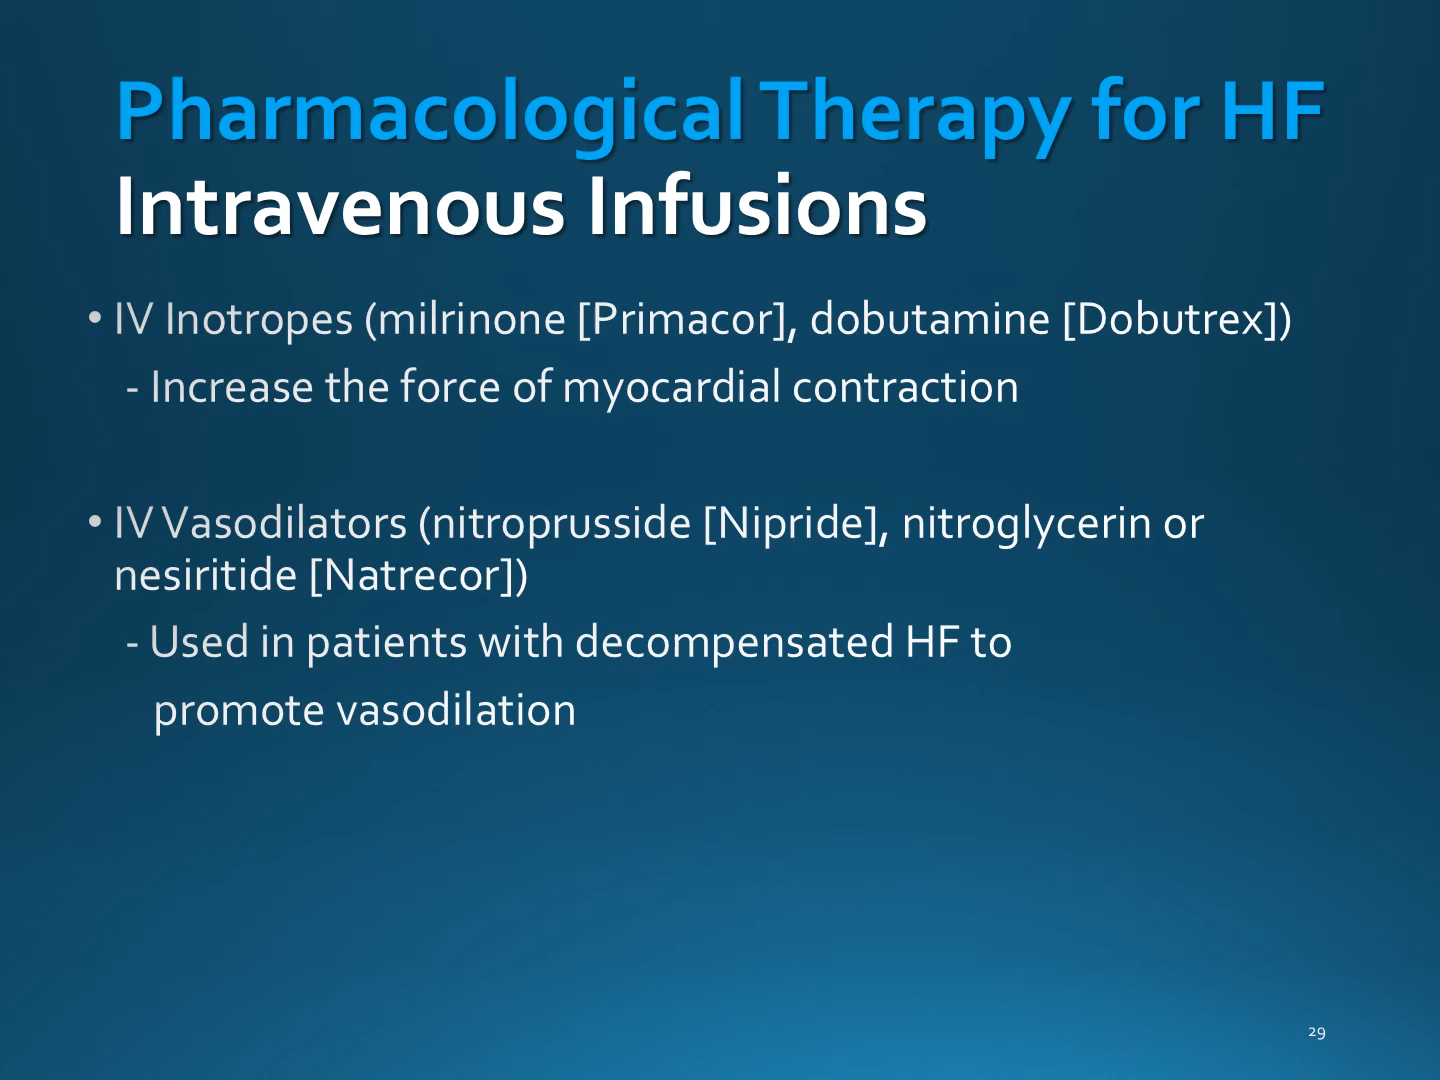 Pharmacological Therapy for HF
Intravenous Infusions
• IV Inotropes (milrinone [Primacor], dobutamine [Dobutrex])
- Increase the force of myocardial contraction
• IV Vasodilators (nitroprusside [Nipride], nitroglycerin or
nesiritide [Natrecor])
- Used in patients with decompensated HF to
promote vasodilation
29